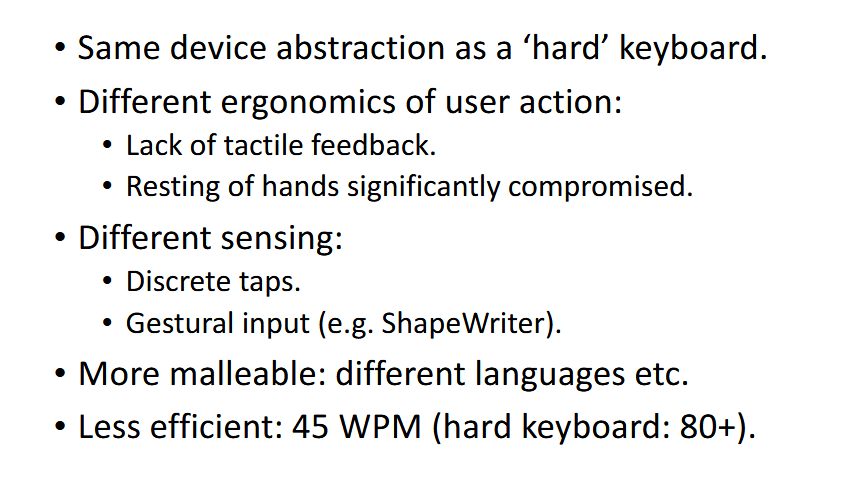 • Same device abstraction as a ‘hard’ keyboard.
• Different ergonomics of user action:
• Lack of tactile feedback.
• Resting of hands significantly compromised.
• Different sensing:
• Discrete taps.
• Gestural input (e.g. ShapeWriter).
• More malleable: different languages etc.
• Less efficient: 45 WPM (hard keyboard: 80+).